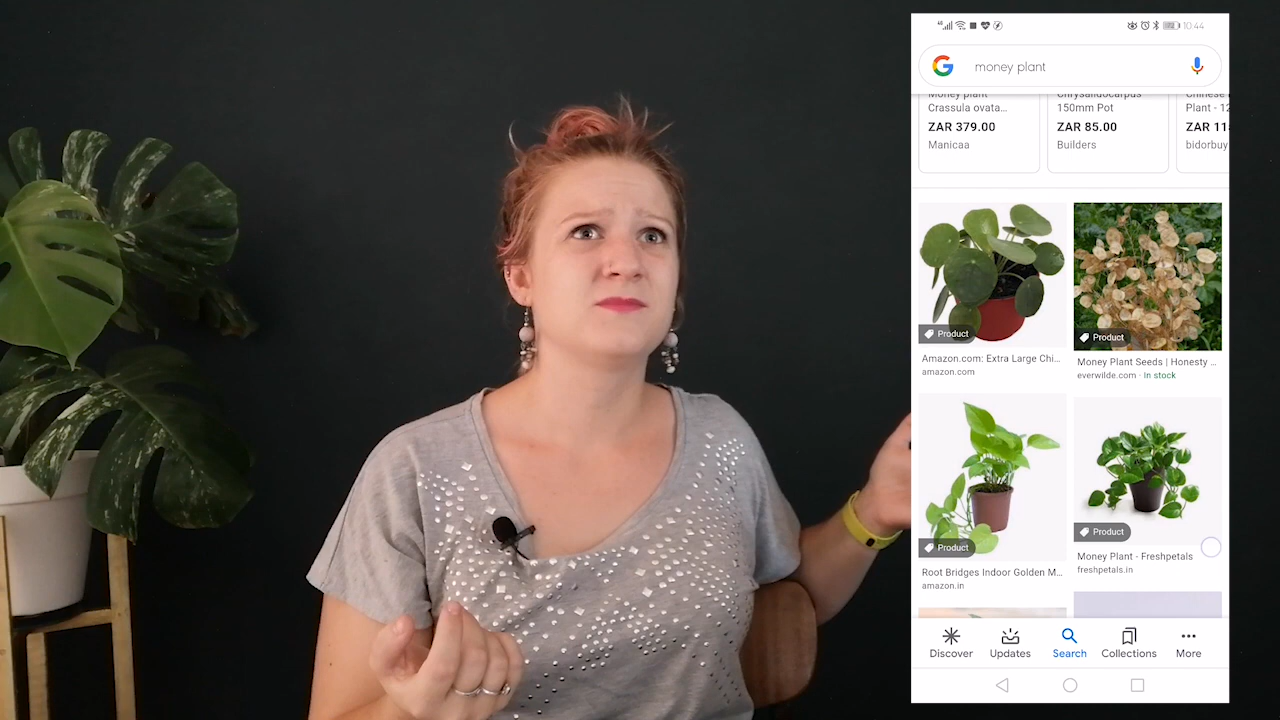 10:44
money plant
Money plant
Crassula ovata...
ZAR 379.00
Manicaa
Chrysalidocarpus
150mm Pot
ZAR 85.00
Builders
Chinese
Plant - 12
ZAR 11
bidorbuy
Product
Amazon.com: Extra Large Chi...
amazon.com
Product
Money Plant Seeds | Honesty ...
everwilde.com · In stock
Product
Root Bridges Indoor Golden M...
amazon.in
Product
Money Plant - Freshpetals
freshpetals.in
Discover
Updates
Search
Collections
More